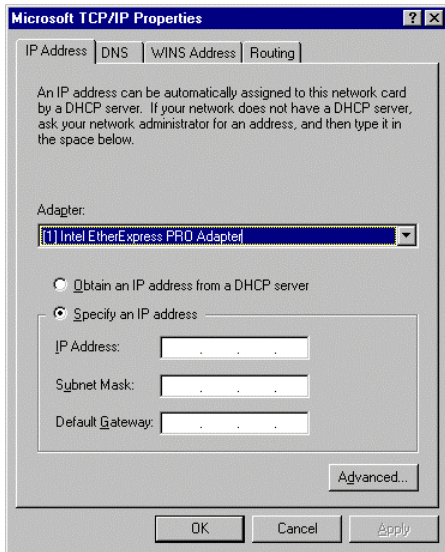 Microsoft TCP/IP Properties
IP Address DNS WINS Address Routing
An IP address can be automatically assigned to this network card
by a DHCP server. If your network does not have a DHCP server,
ask your network administrator for an address, and then type it in
the space below.
Adapter:
[1] Intel EtherExpress PRO Adapter
Obtain an IP address from a DHCP server
Specify an IP address
IP Address:
Subnet Mask:
Default Gateway:
Advanced...
OK Cancel Apply